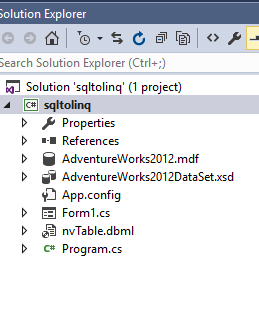 Solution Explorer
Search Solution Explorer (Ctrl+;)
Solution 'sqltolinq' (1 project)
C# sqltolinq
Properties
References
AdventureWorks2012.mdf
AdventureWorks2012DataSet.xsd
App.config
Form1.cs
nvTable.dbml
C# Program.cs